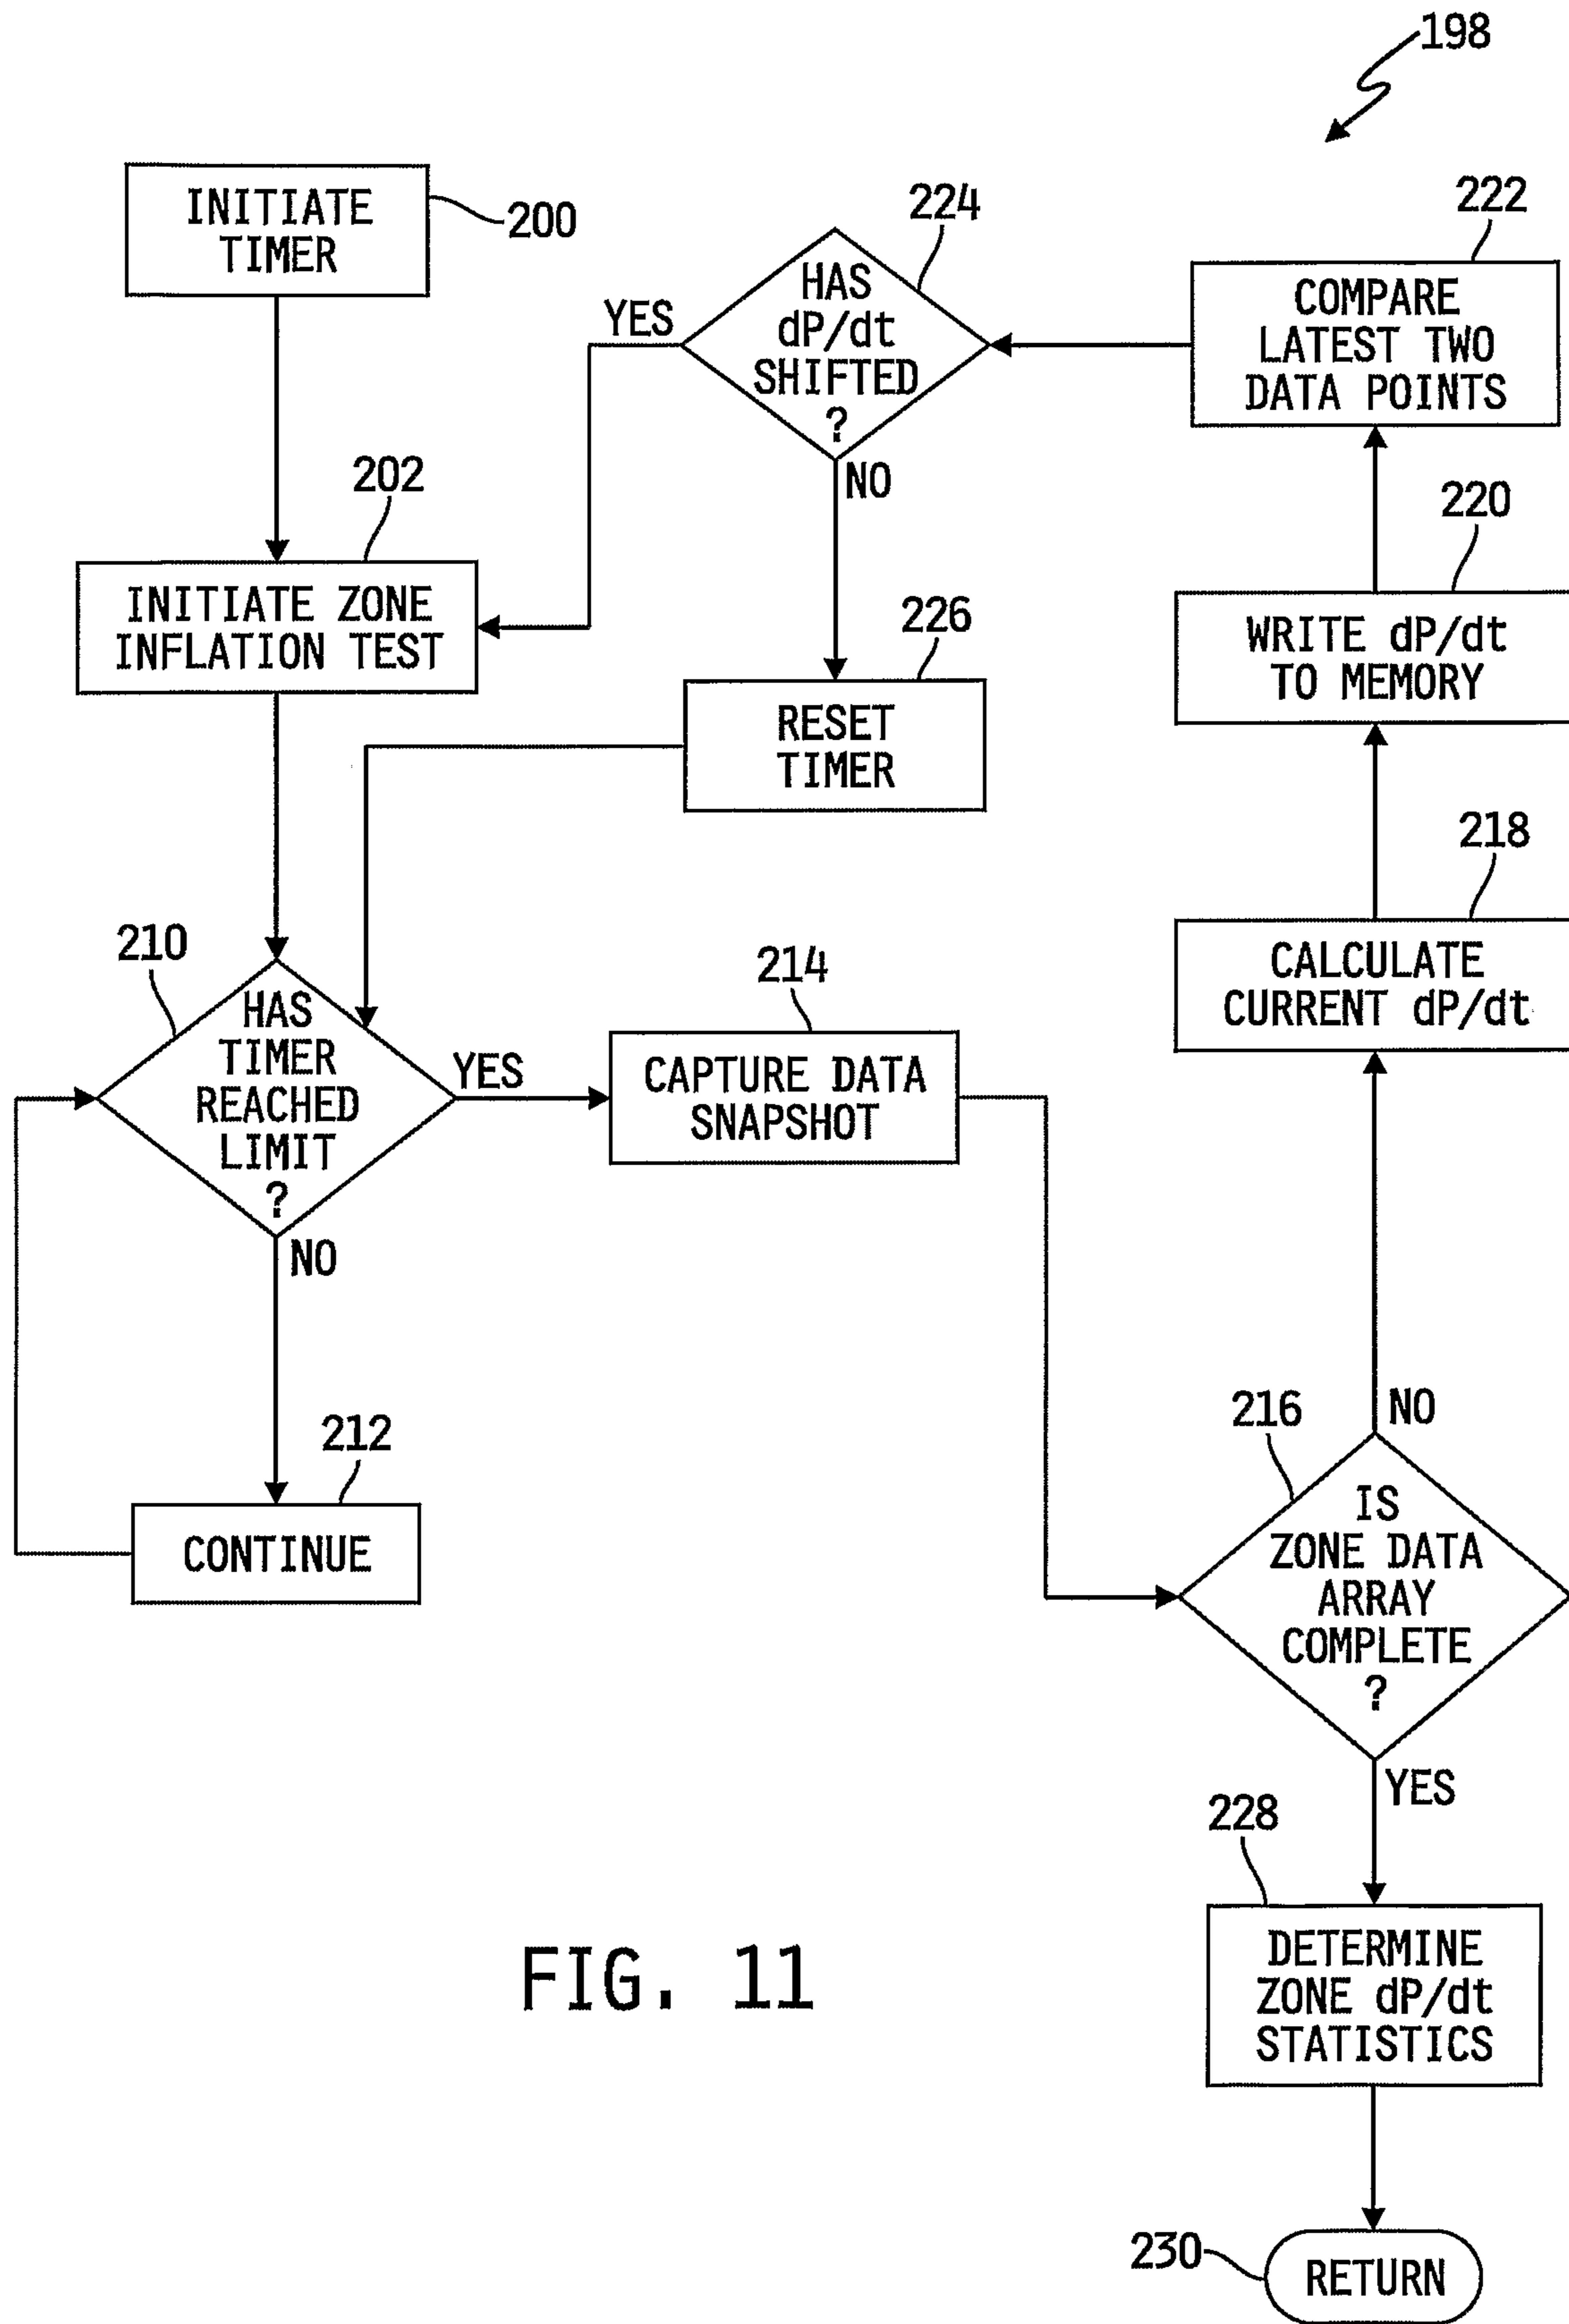 198
INITIATE
TIMER
200
224
222
HAS
dP/dt
SHIFTED
?
YES
NO
COMPARE
LATEST TWO
DATA POINTS
202
INITIATE ZONE
INFLATION TEST
220
WRITE dP/dt
TO MEMORY
226
RESET
TIMER
218
CALCULATE
CURRENT dP/dt
210
HAS
TIMER
REACHED
LIMIT
?
YES
NO
214
CAPTURE DATA
SNAPSHOT
212
CONTINUE
216
NO
IS
ZONE DATA
ARRAY
COMPLETE
?
YES
228
DETERMINE
ZONE dP/dt
STATISTICS
FIG. 11
230
RETURN